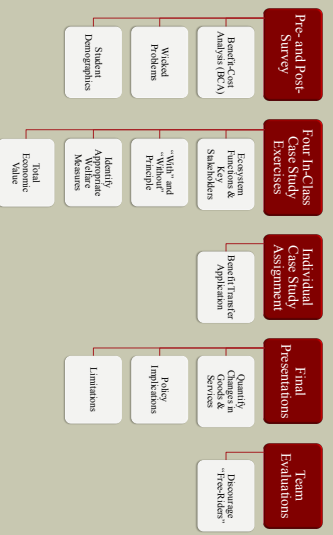 Pre- and Post-
Survey
Benefit-Cost
Analysis (BCA)
Wicked
Problems
Student
Demographics
Four In-Class
Case Study
Exercises
Ecosystem
Functions &
Key
Stakeholders
"With" and
"Without"
Principle
Identify
Appropriate
Welfare
Measures
Total
Economic
Value
Individual
Case Study
Assignment
Benefit Transfer
Application
Final
Presentations
Quantify
Changes in
Goods &
Services
Policy
Implications
Limitations
Team
Evaluations
Discourage
"Free-Riders"